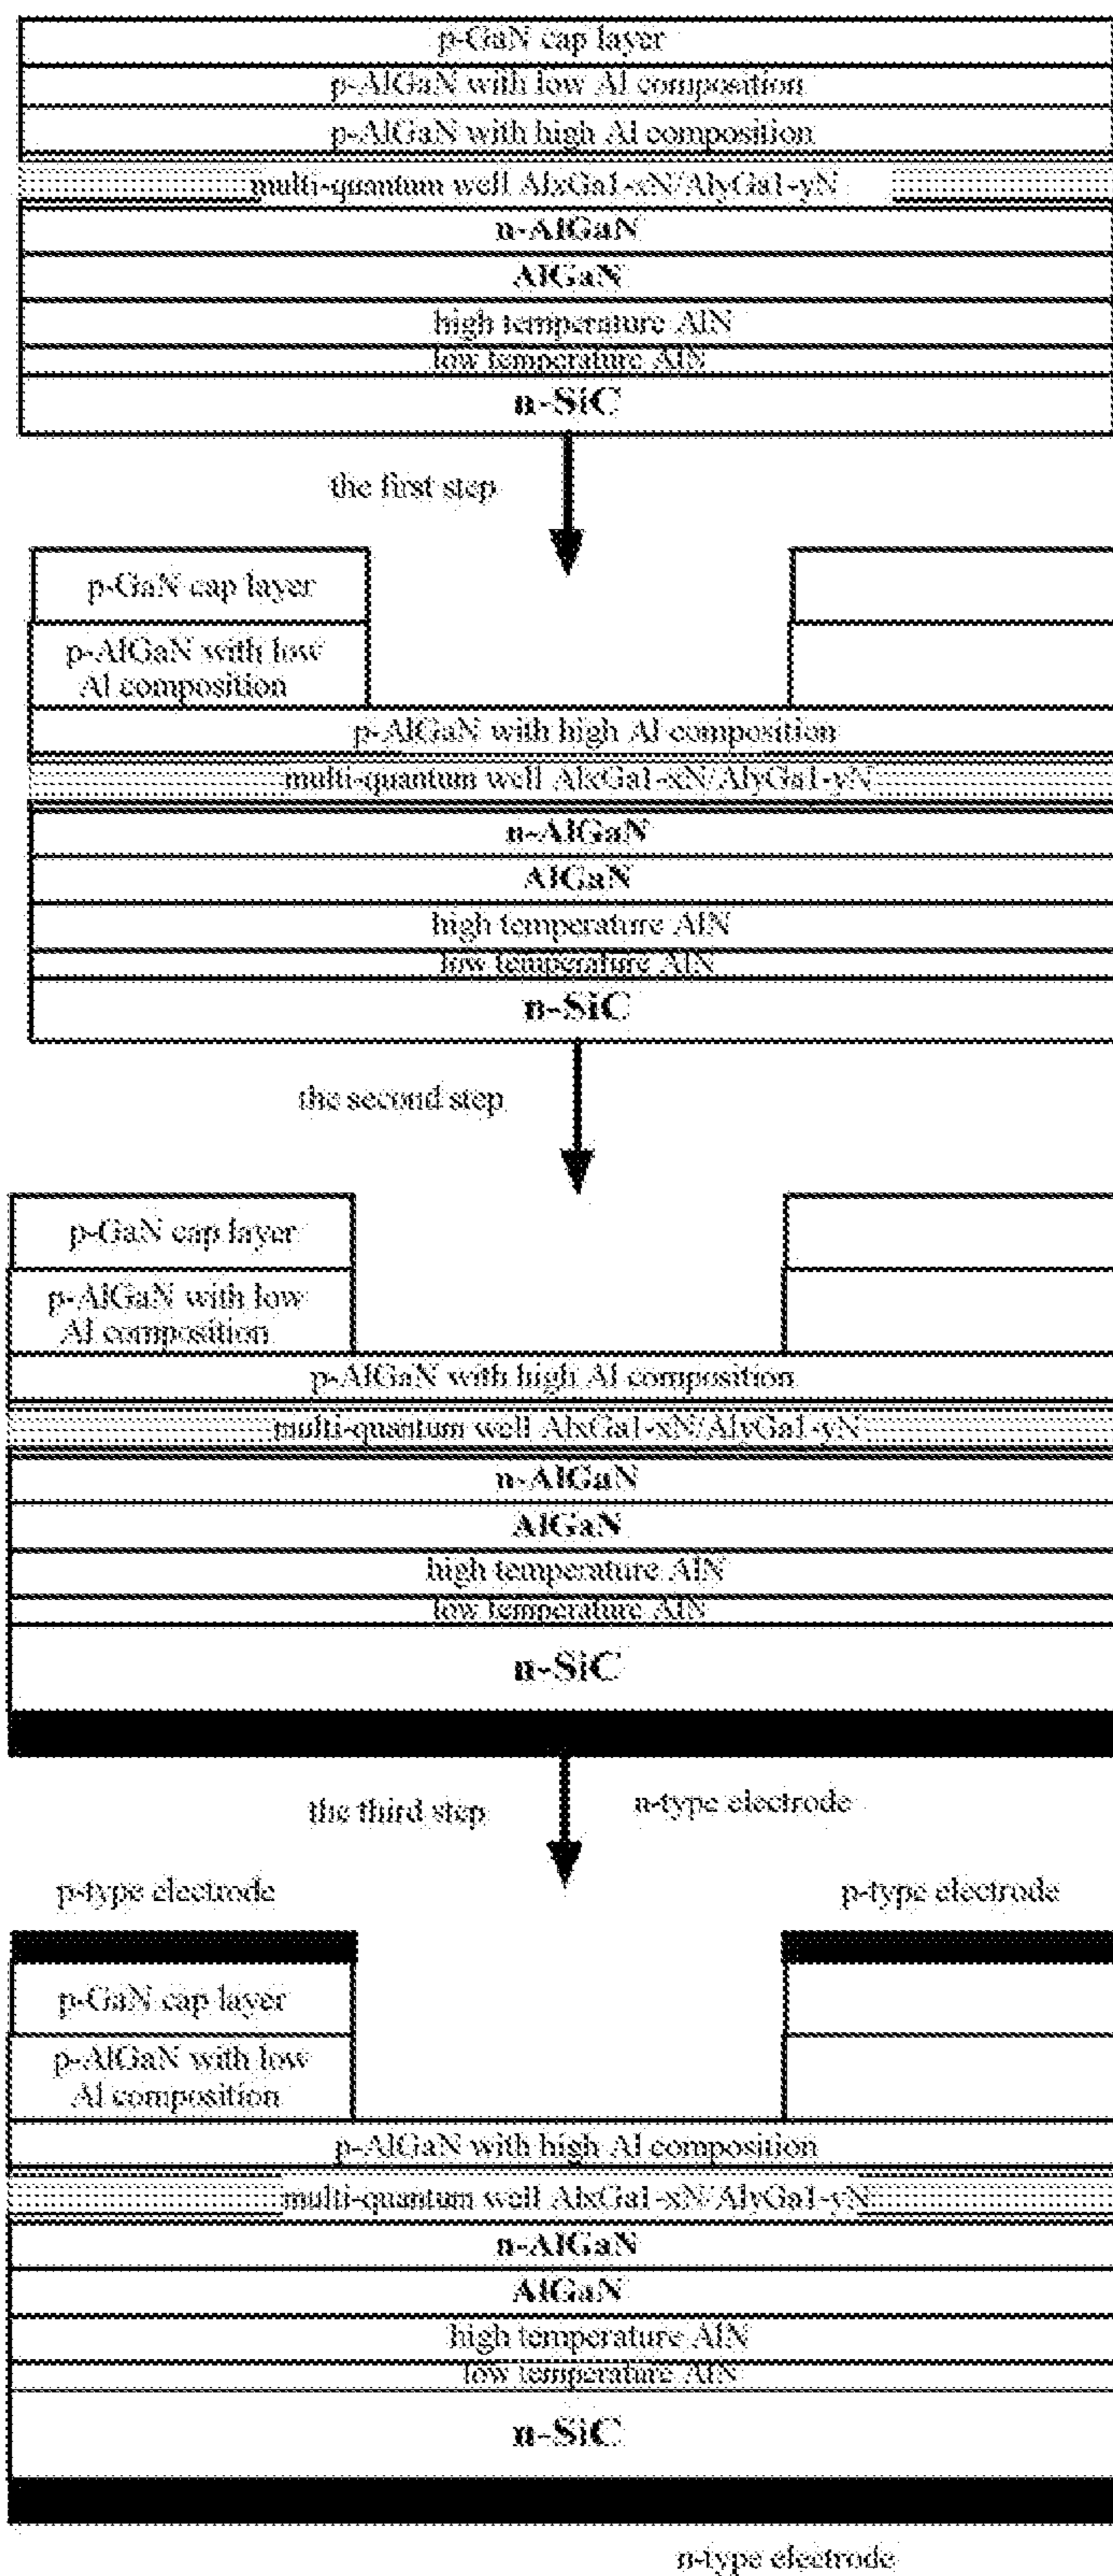 p-GaN cap layer
p-AlGaN with low Al composition
p-AlGaN with high Al composition
multi-quantum well AlxGa1-xN/AlyGa1-yN
n-AlGaN
AlGaN
high temperature AlN
low temperature AlN
n-SiC
the first step
p-GaN cap layer
p-AlGaN with low
Al composition
p-AlGaN with high Al composition
multi-quantum well AlxGa1-xN/AlyGa1-yN
n-AlGaN
AlGaN
high temperature AlN
low temperature AlN
n-SiC
the second step
p-GaN cap layer
p-AlGaN with low
Al composition
p-AlGaN with high Al composition
multi-quantum well AlxGa1-xN/AlyGa1-yN
n-AlGaN
AlGaN
high temperature AlN
low temperature AlN
n-SiC
the third step
n-type electrode
p-type electrode
p-type electrode
p-GaN cap layer
p-AlGaN with low
Al composition
p-AlGaN with high Al composition
multi-quantum well AlxGa1-xN/AlyGa1-yN
n-AlGaN
AlGaN
high temperature AlN
low temperature AlN
n-SiC
n-type electrode